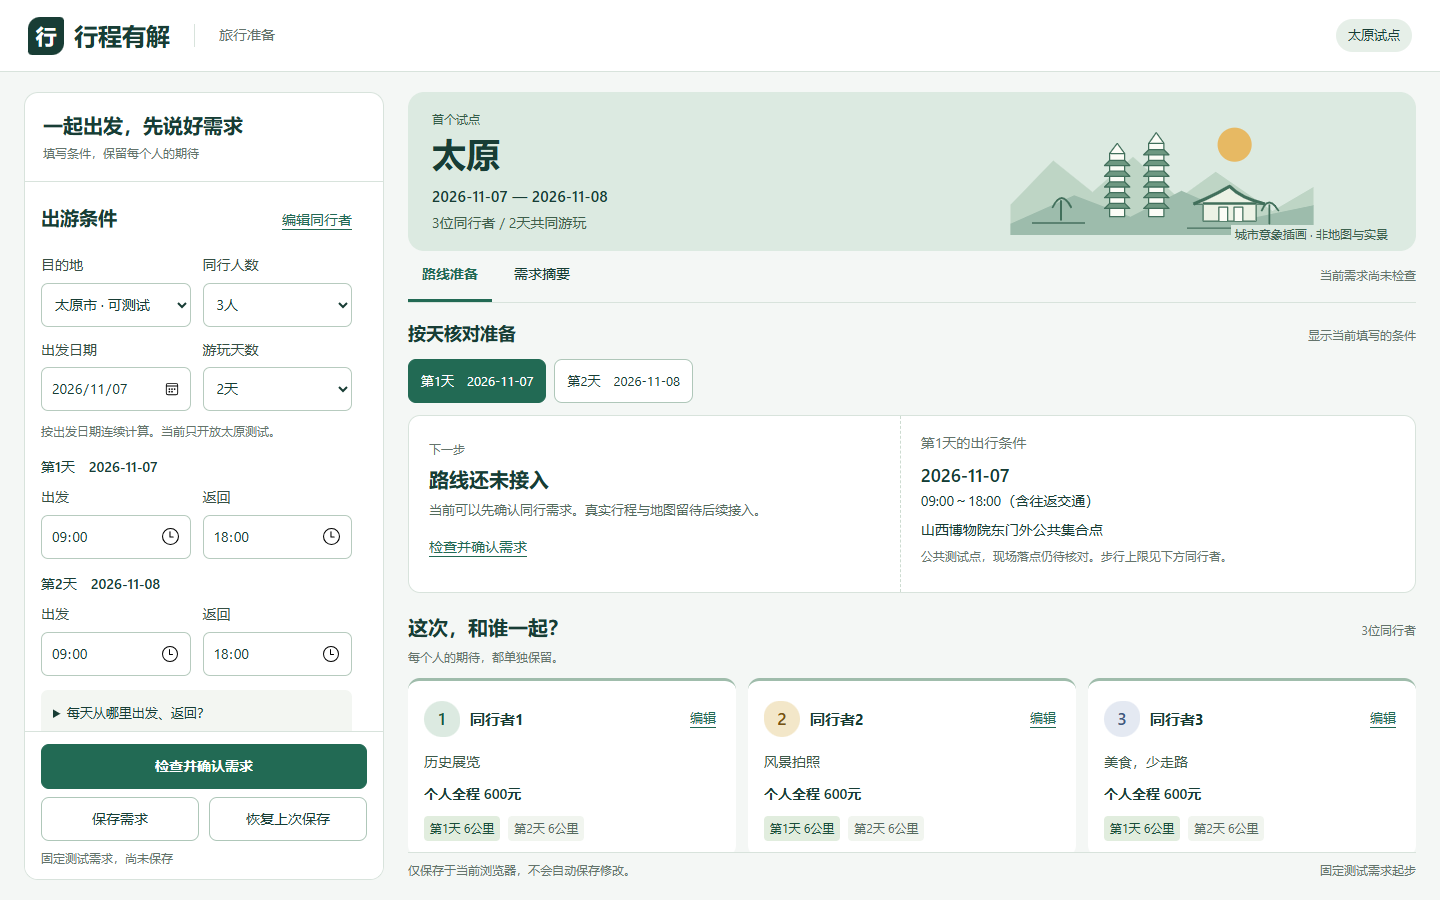 行 行程有解 旅行准备
太原试点
一起出发，先说好需求
填写条件，保留每个人的期待
出游条件 编辑同行者
目的地 同行人数
太原市 · 可测试 3人
出发日期 游玩天数
2026/11/07 2天
按出发日期连续计算。当前只开放太原测试。
第1天 2026-11-07
出发 返回
09:00 18:00
第2天 2026-11-08
出发 返回
09:00 18:00
每天从哪里出发、返回？
检查并确认需求
保存需求 恢复上次保存
固定测试需求，尚未保存
首个试点
太原
2026-11-07 — 2026-11-08
3位同行者 / 2天共同游玩
城市意象插画 · 非地图与实景
路线准备 需求摘要 当前需求尚未检查
按天核对准备 显示当前填写的条件
第1天 2026-11-07 第2天 2026-11-08
下一步
路线还未接入
当前可以先确认同行需求。真实行程与地图留待后续接入。
检查并确认需求
第1天的出行条件
2026-11-07
09:00 ~ 18:00（含往返交通）
山西博物院东门外公共集合点
公共测试点，现场落点仍待核对。步行上限见下方同行者。
这次，和谁一起？ 3位同行者
每个人的期待，都单独保留。
1 同行者1 编辑
历史展览
个人全程 600元
第1天 6公里 第2天 6公里
2 同行者2 编辑
风景拍照
个人全程 600元
第1天 6公里 第2天 6公里
3 同行者3 编辑
美食，少走路
个人全程 600元
第1天 6公里 第2天 6公里
仅保存于当前浏览器，不会自动保存修改。 固定测试需求起步